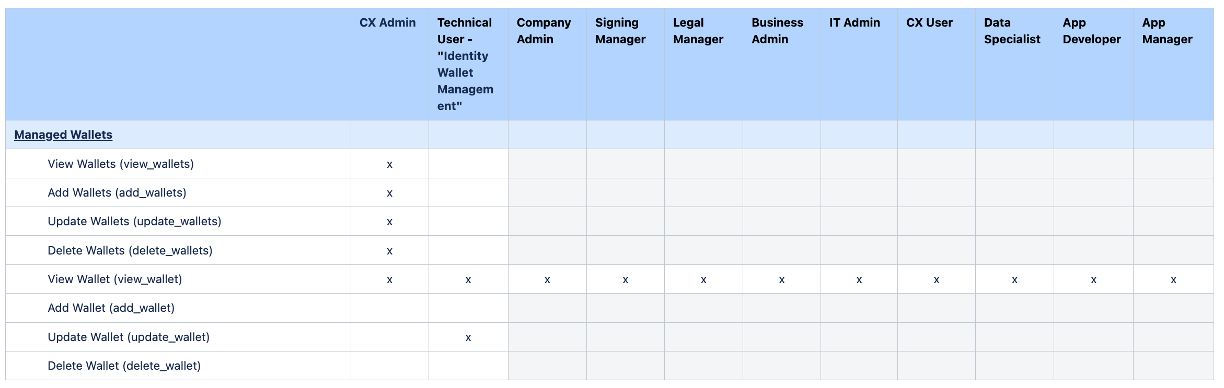 CX Admin
Technical User - "Identity Wallet Managem ent"
Company Admin
Signing Manager
Legal Manager
Business Admin
IT Admin
CX User
Data Specialist
App Developer
App Manager
Managed Wallets
View Wallets (view_wallets) x
Add Wallets (add_wallets) x
Update Wallets (update_wallets) x
Delete Wallets (delete_wallets) x
View Wallet (view_wallet) x x x x x x x x x x x
Add Wallet (add_wallet)
Update Wallet (update_wallet) x
Delete Wallet (delete_wallet)